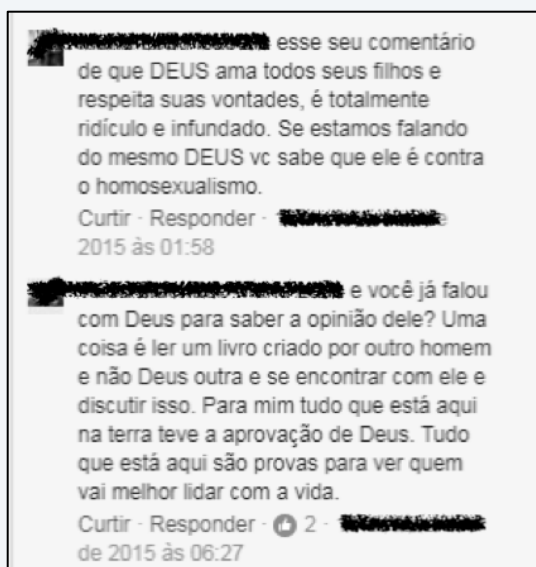 esse seu comentário
de que DEUS ama todos seus filhos e
respeita suas vontades, é totalmente
ridículo e infundado. Se estamos falando
do mesmo DEUS vc sabe que ele é contra
o homosexualismo.
Curtir · Responder ·
2015 às 01:58
e você já falou
com Deus para saber a opinião dele? Uma
coisa é ler um livro criado por outro homem
e não Deus outra e se encontrar com ele e
discutir isso. Para mim tudo que está aqui
na terra teve a aprovação de Deus. Tudo
que está aqui são provas para ver quem
vai melhor lidar com a vida.
Curtir · Responder · 2 ·
de 2015 às 06:27